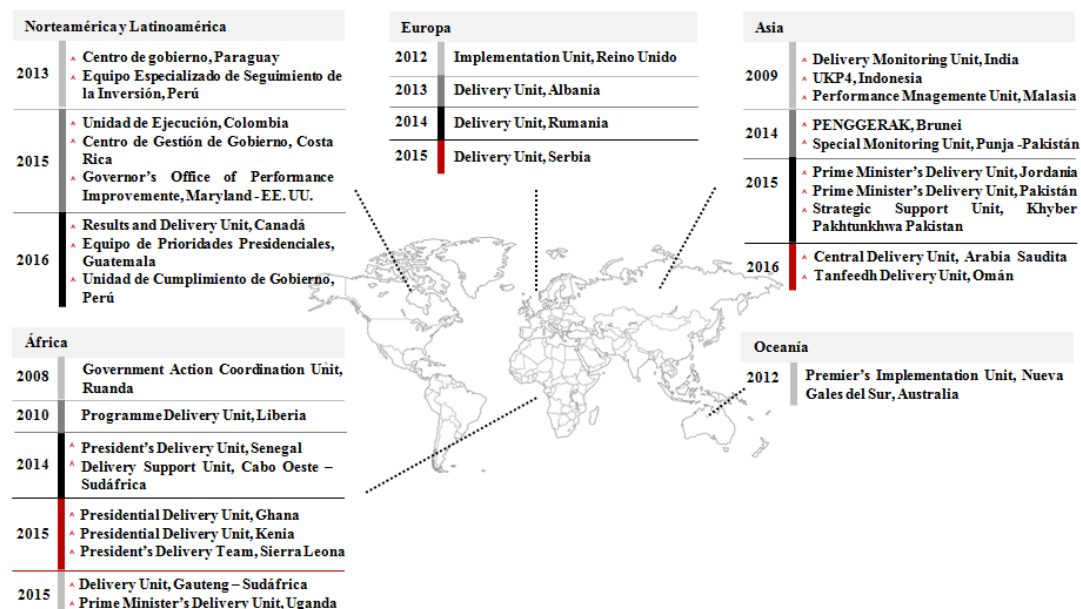 Norteamérica y Latinoamérica
2013
Centro de gobierno, Paraguay
Equipo Especializado de Seguimiento de
la Inversión, Perú
2015
Unidad de Ejecución, Colombia
Centro de Gestión de Gobierno, Costa
Rica
Governor's Office of Performance
Improvemente, Maryland - EE. UU.
2016
Results and Delivery Unit, Canadá
Equipo de Prioridades Presidenciales,
Guatemala
Unidad de Cumplimiento de Gobierno,
Perú
Europa
2012
Implementation Unit, Reino Unido
2013
Delivery Unit, Albania
2014
Delivery Unit, Rumania
2015
Delivery Unit, Serbia
Asia
2009
Delivery Monitoring Unit, India
UKP4, Indonesia
Performance Mnagemente Unit, Malasia
2014
PENGGERAK, Brunei
Special Monitoring Unit, Punja -Pakistán
2015
Prime Minister's Delivery Unit, Jordania
Prime Minister's Delivery Unit, Pakistán
Strategic Support Unit, Khyber
Pakhtunkhwa Pakistan
2016
Central Delivery Unit, Arabia Saudita
Tanfeedh Delivery Unit, Omán
África
2008
Government Action Coordination Unit,
Ruanda
2010
Programme Delivery Unit, Liberia
2014
President's Delivery Unit, Senegal
Delivery Support Unit, Cabo Oeste –
Sudáfrica
2015
Presidential Delivery Unit, Ghana
Presidential Delivery Unit, Kenia
President's Delivery Team, Sierra Leona
2015
Delivery Unit, Gauteng – Sudáfrica
Prime Minister's Delivery Unit, Uganda
Oceanía
2012
Premier's Implementation Unit, Nueva
Gales del Sur, Australia